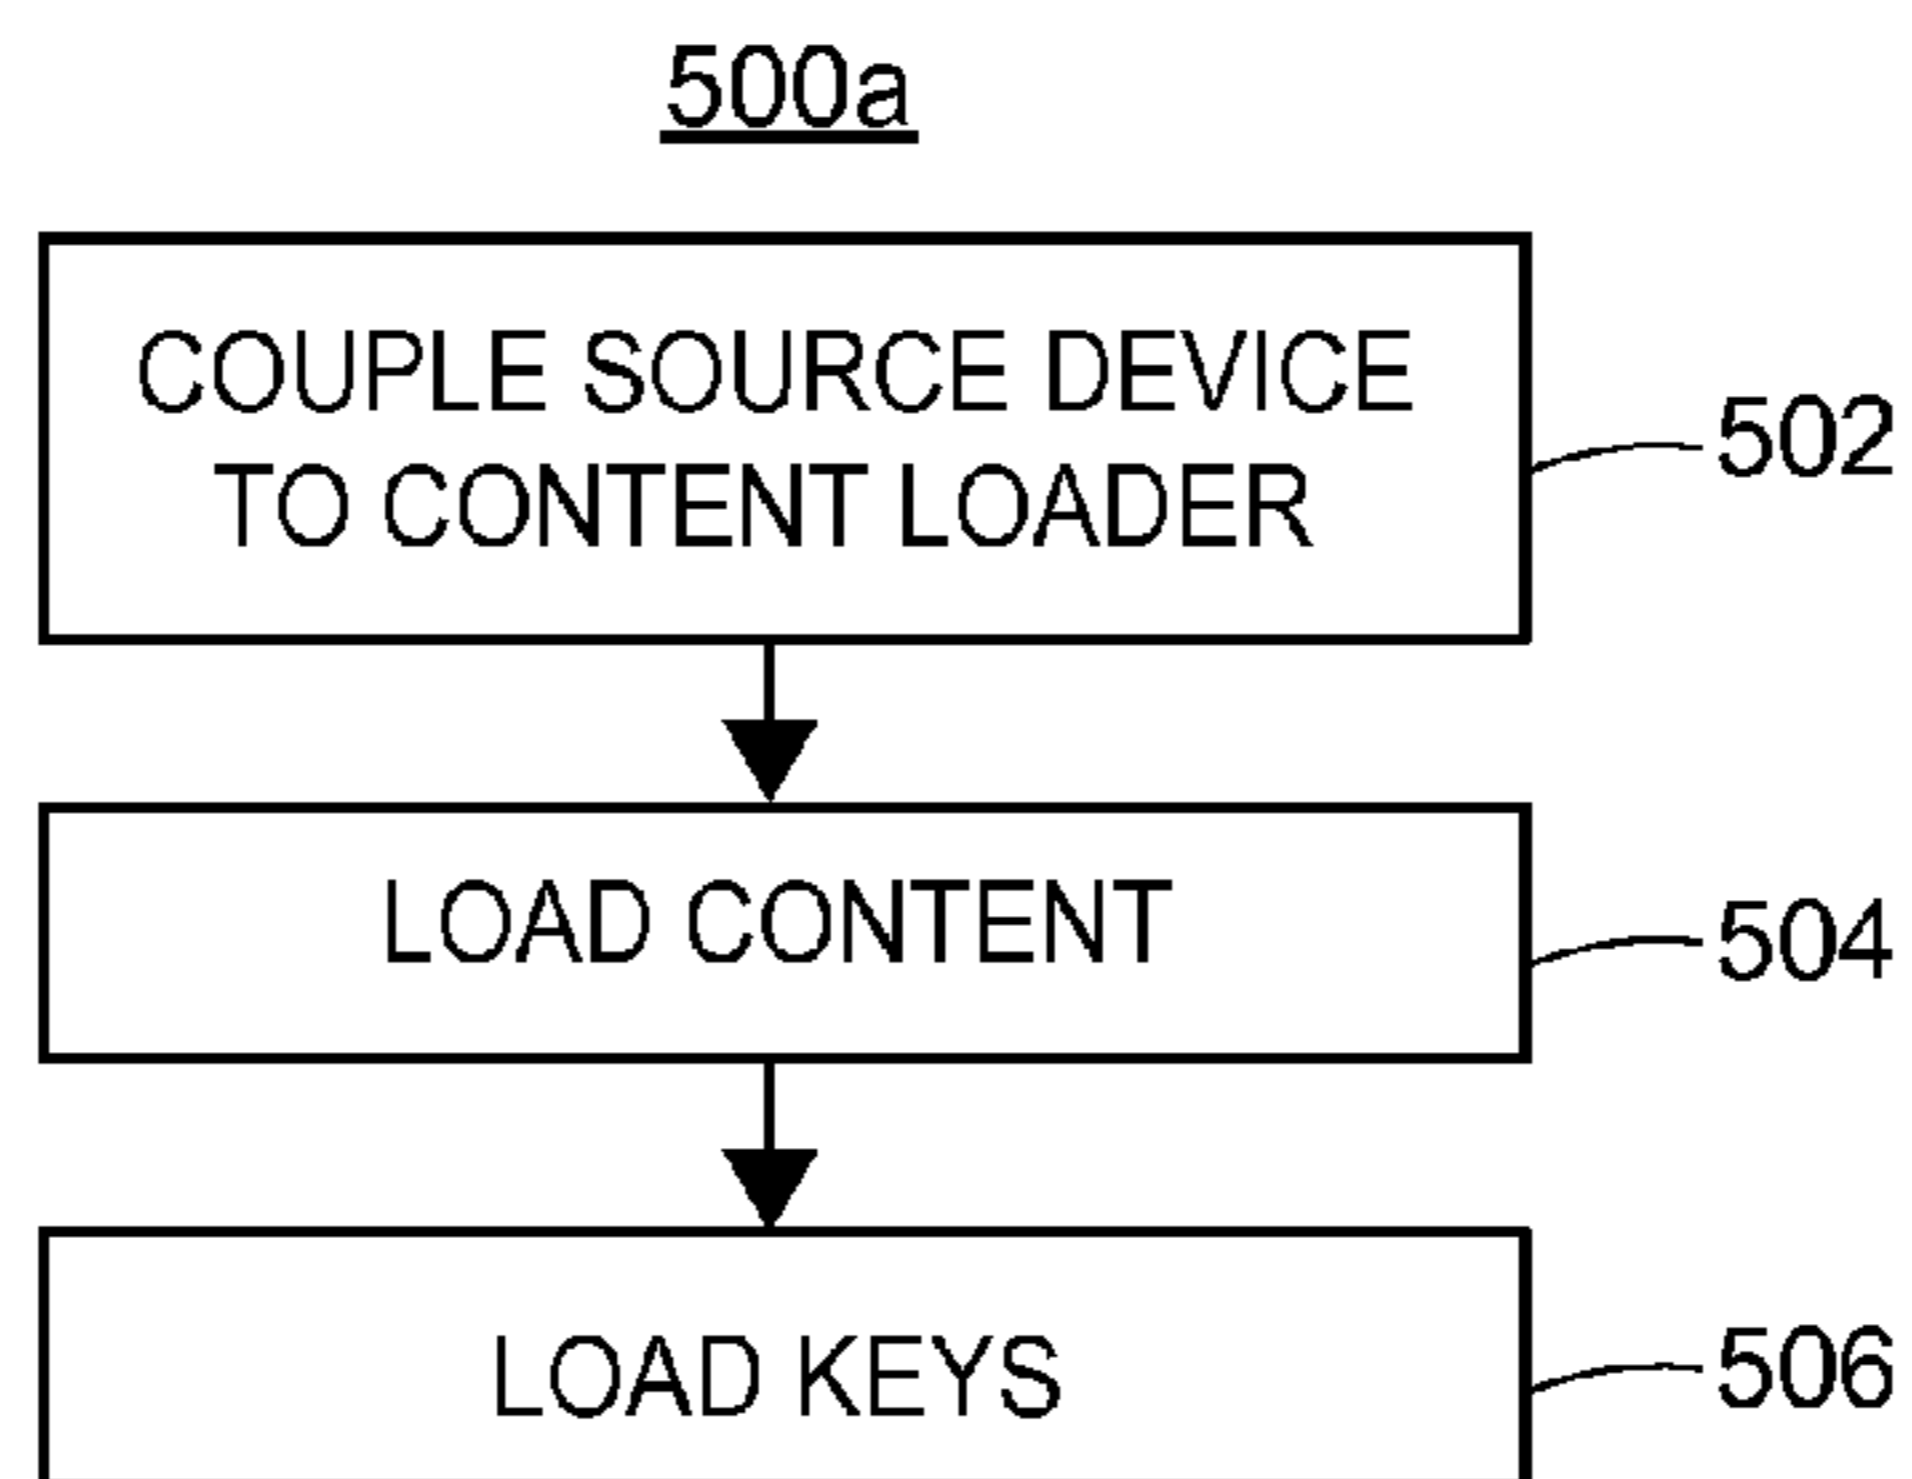 500a
COUPLE SOURCE DEVICE
TO CONTENT LOADER
502
LOAD CONTENT
504
LOAD KEYS
506